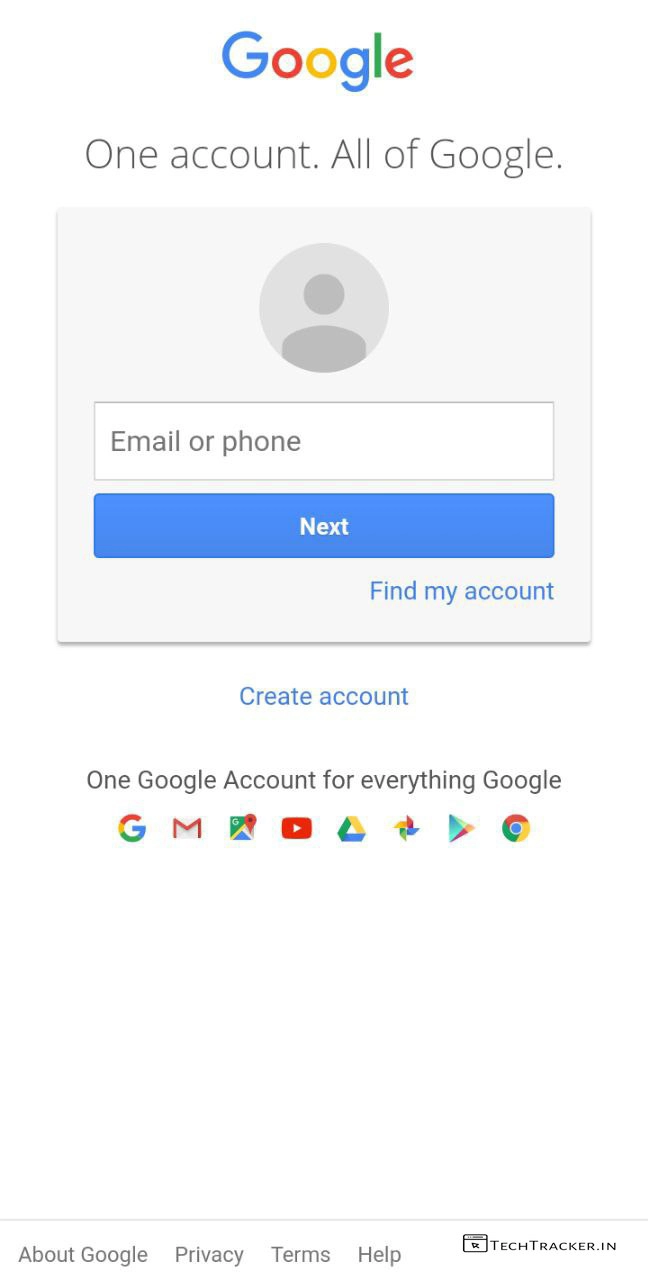 Google
One account. All of Google.
Email or phone
Next
Find my account
Create account
One Google Account for everything Google
About Google Privacy Terms Help
TECHTRACKER.IN